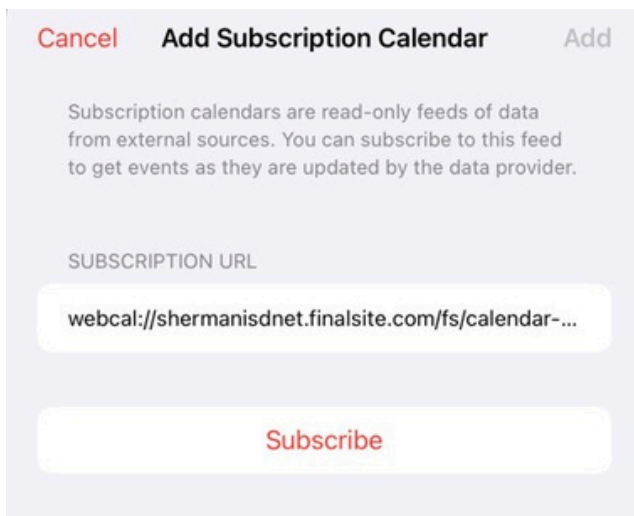 Cancel Add Subscription Calendar Add
Subscription calendars are read-only feeds of data
from external sources. You can subscribe to this feed
to get events as they are updated by the data provider.
SUBSCRIPTION URL
webcal://shermanisdnet.finalsite.com/fs/calendar-...
Subscribe